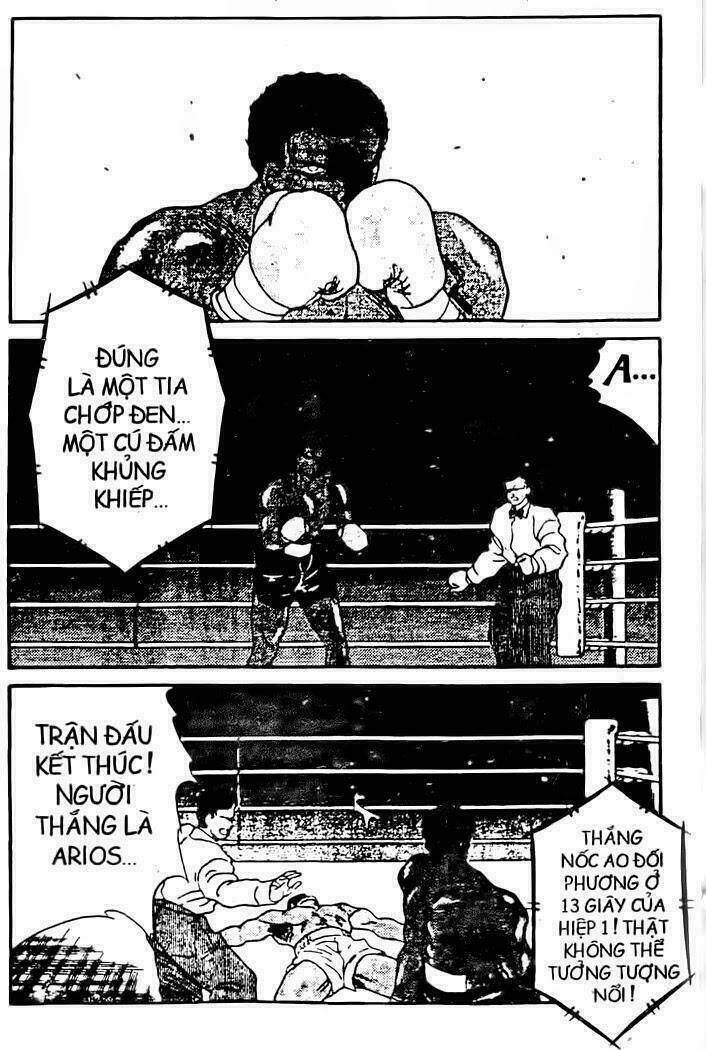 ĐÚNG
LÀ MỘT TIA
CHỚP ĐEN...
MỘT CÚ ĐẤM
KHỦNG
KHIẾP...
A...
TRẬN ĐẤU
KẾT THÚC!
NGƯỜI
THẮNG LÀ
ARIOS...
THẮNG
NỐC AO ĐỐI
PHƯƠNG Ở
13 GIÂY CỦA
HIỆP 1! THẬT
KHÔNG THỂ
TƯỞNG TƯỢNG
NỔI!